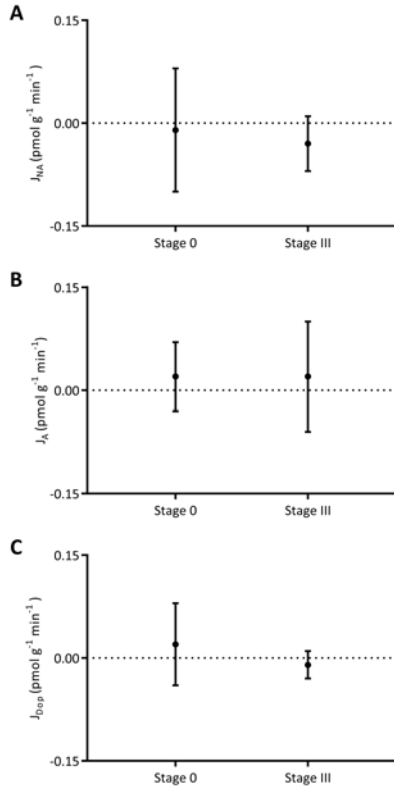 A
0.15
0.00
-0.15
J_NA (pmol g⁻¹ min⁻¹)
Stage 0 Stage III
B
0.15
0.00
-0.15
J_A (pmol g⁻¹ min⁻¹)
Stage 0 Stage III
C
0.15
0.00
-0.15
J_Dop (pmol g⁻¹ min⁻¹)
Stage 0 Stage III